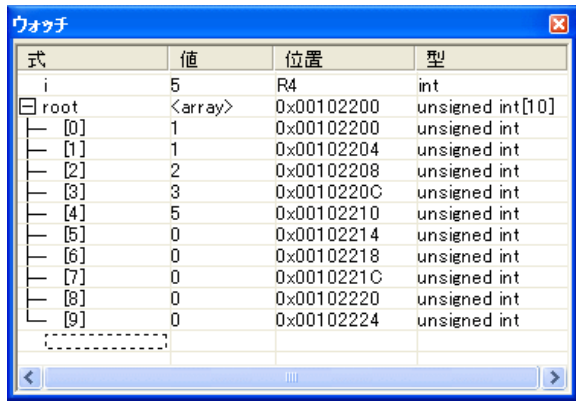 ウォッチ
式 値 位置 型
i 5 R4 int
root <array> 0x00102200 unsigned int[10]
[0] 1 0x00102200 unsigned int
[1] 1 0x00102204 unsigned int
[2] 2 0x00102208 unsigned int
[3] 3 0x0010220C unsigned int
[4] 5 0x00102210 unsigned int
[5] 0 0x00102214 unsigned int
[6] 0 0x00102218 unsigned int
[7] 0 0x0010221C unsigned int
[8] 0 0x00102220 unsigned int
[9] 0 0x00102224 unsigned int